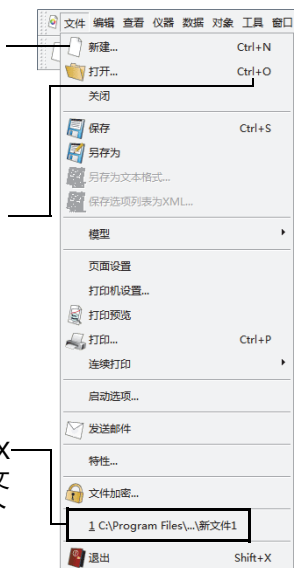 文件 编辑 查看 仪器 数据 对象 工具 窗口
新建... Ctrl+N
打开... Ctrl+O
关闭
保存 Ctrl+S
另存为
另存为文本格式...
保存选项列表为XML...
模型
页面设置
打印机设置...
打印预览
打印... Ctrl+P
连续打印
启动选项...
发送邮件
特性...
文件加密...
X
文
1 C:\Program Files\...\新文件1
退出 Shift+X